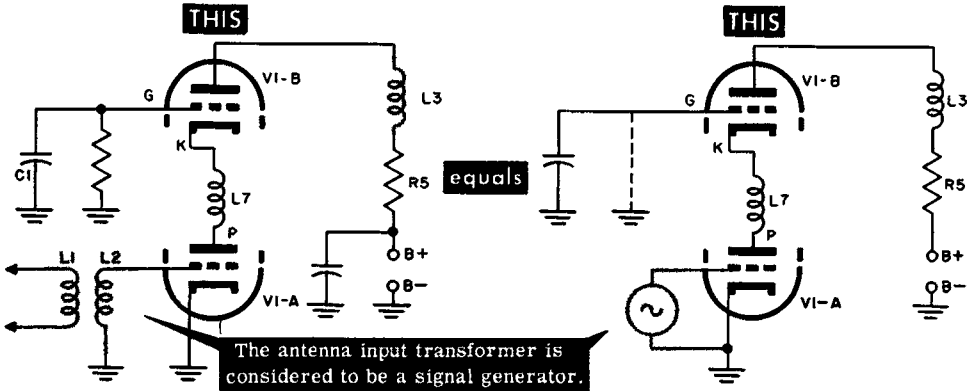 THIS
V1-B
G
K
L3
C1
R5
L7
P
L1 L2
B+
B-
V1-A
equals
THIS
V1-B
G
K
L3
L7
R5
P
B+
B-
V1-A
The antenna input transformer is
considered to be a signal generator.